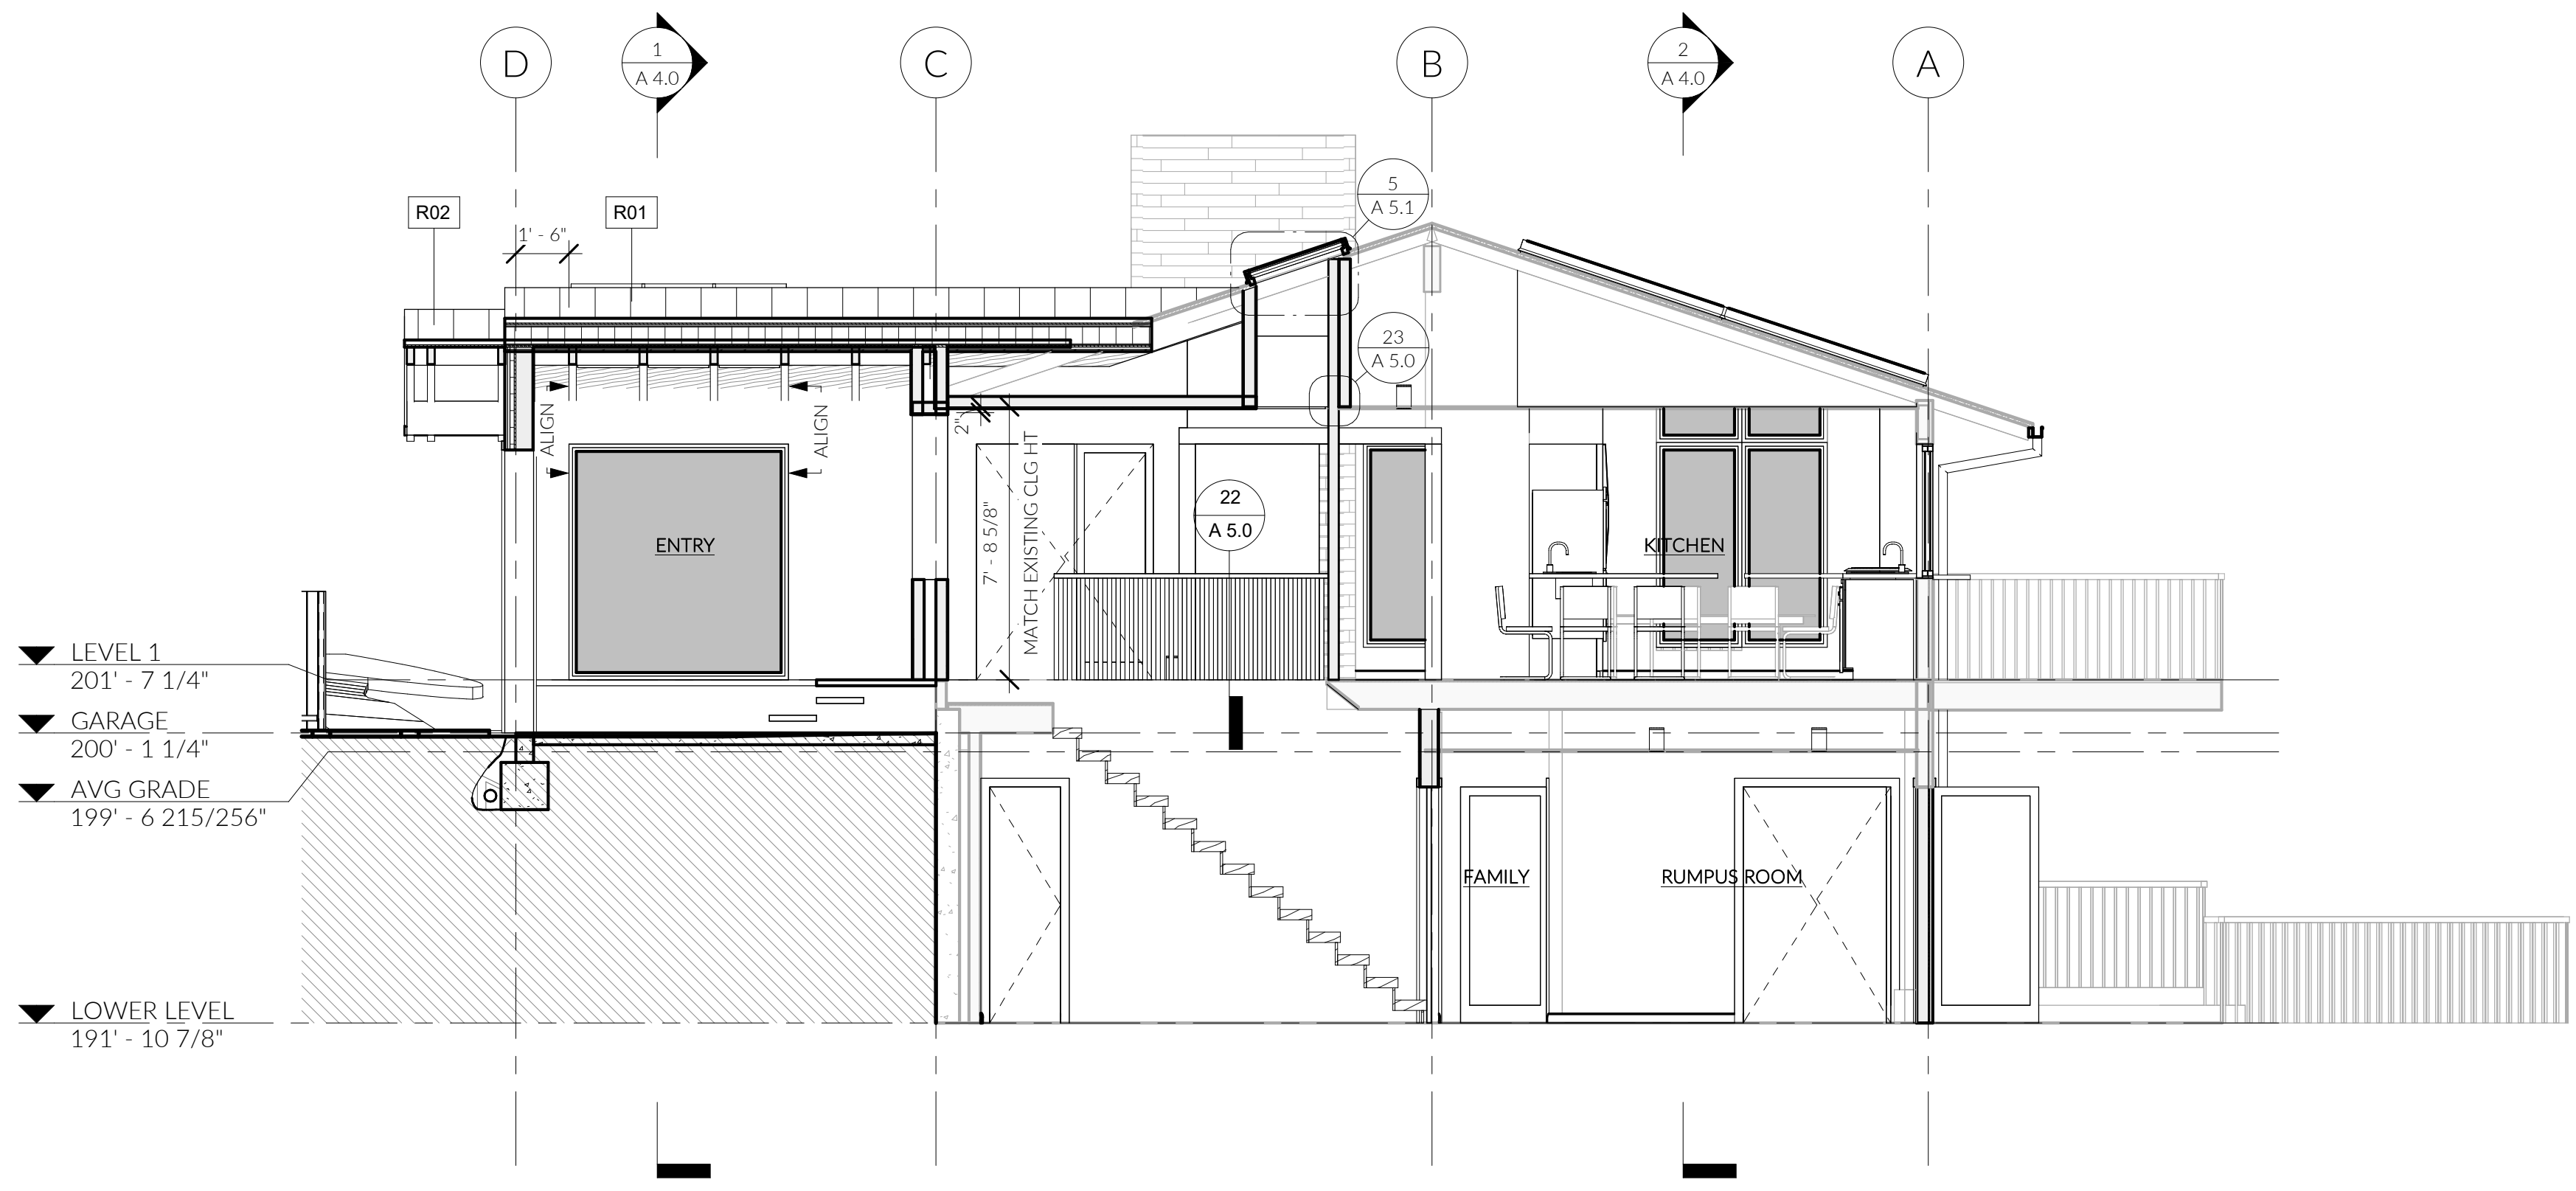 D
1
A 4.0
C
B
2
A 4.0
A
5
A 5.1
R02
R01
1' - 6"
23
A 5.0
ALIGN
ALIGN
2"
7' - 8 5/8"
MATCH EXISTING CLG HT
22
A 5.0
ENTRY
KITCHEN
LEVEL 1
201' - 7 1/4"
GARAGE
200' - 1 1/4"
AVG GRADE
199' - 6 215/256"
FAMILY
RUMPUS ROOM
LOWER LEVEL
191' - 10 7/8"